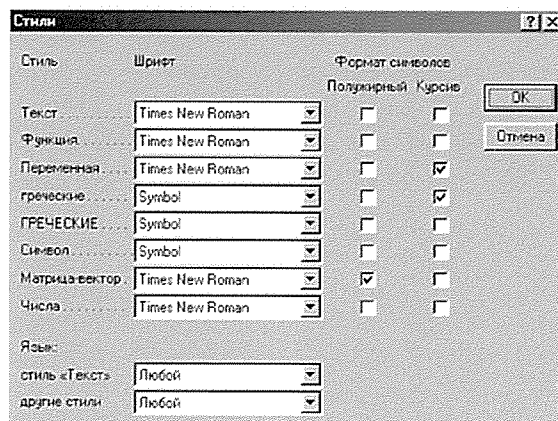 Стили
Стиль Шрифт Формат символов
Полужирный Курсив
Текст Times New Roman OK
Функция Times New Roman Отмена
Переменная Times New Roman
греческие Symbol
ГРЕЧЕСКИЕ Symbol
Символ Symbol
Матрица-вектор Times New Roman
Числа Times New Roman
Язык:
стиль «Текст» Любой
другие стили Любой